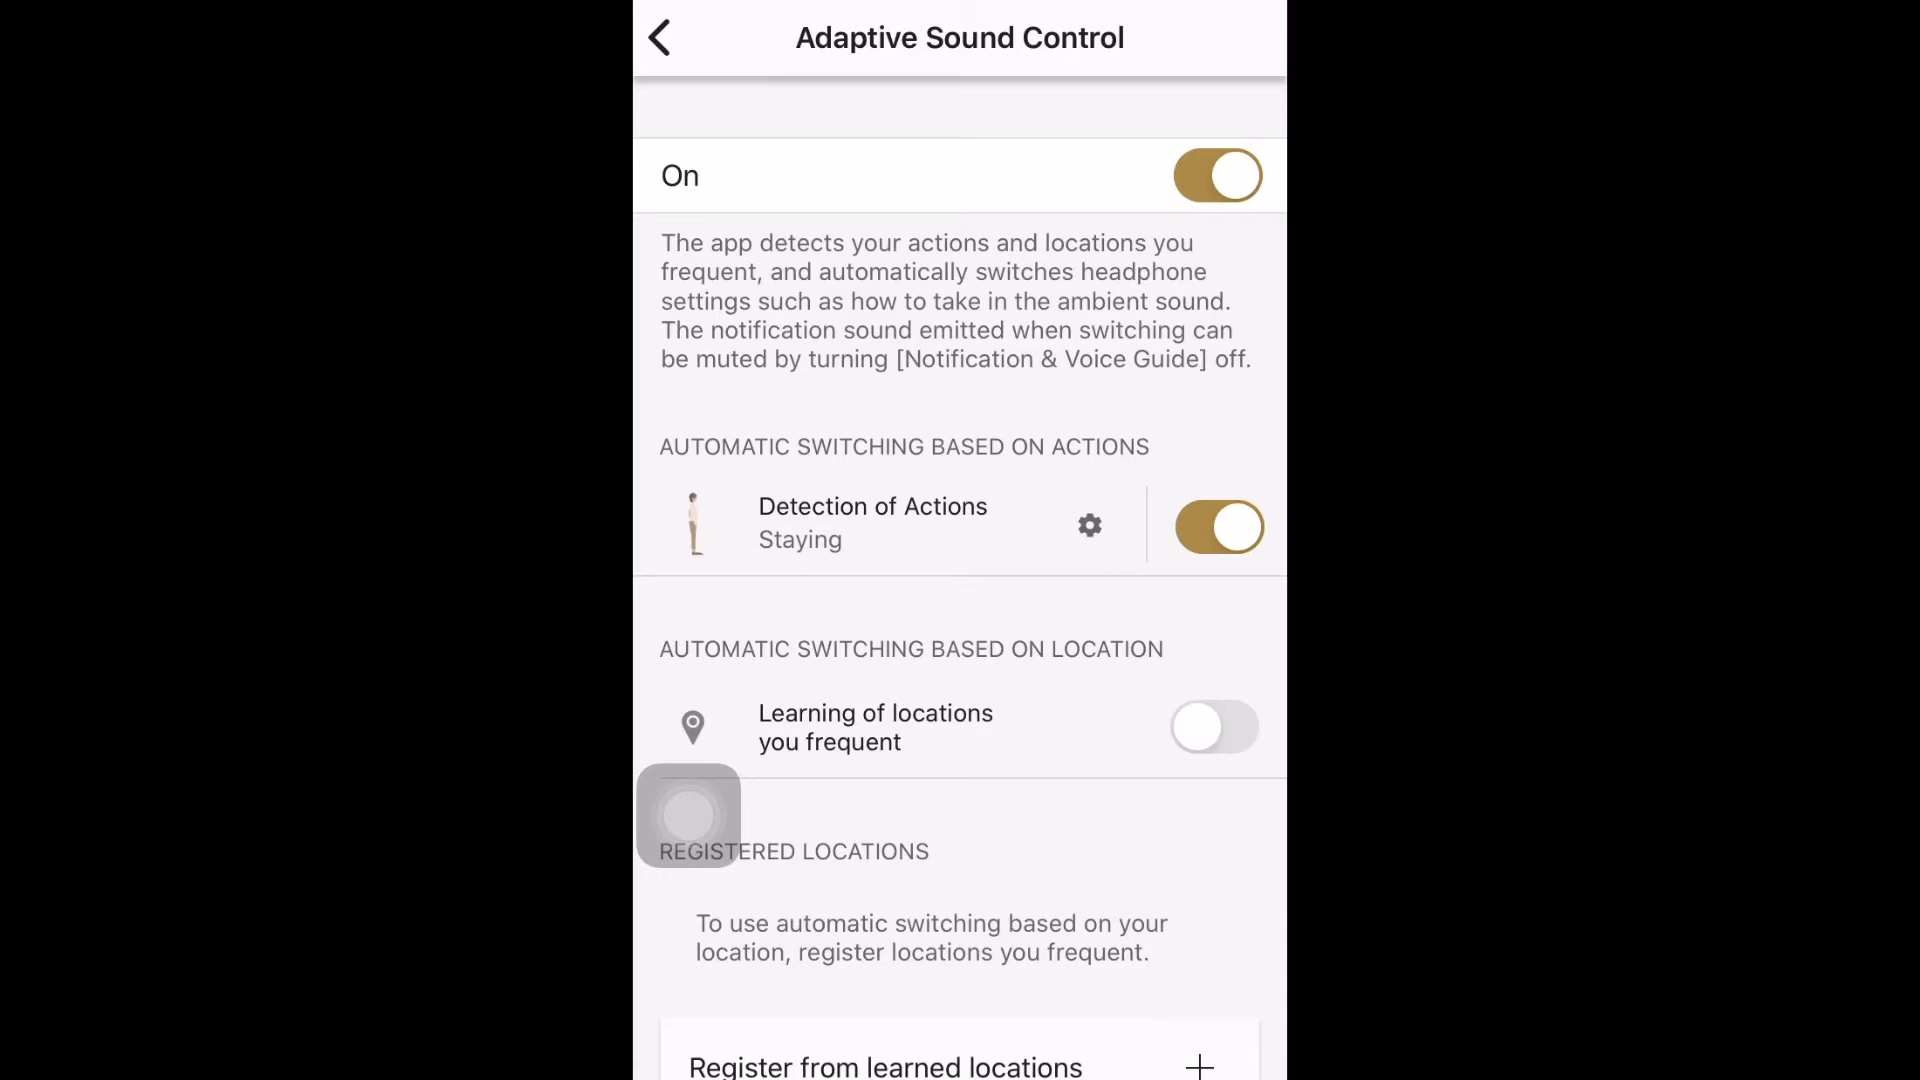 Adaptive Sound Control
On
The app detects your actions and locations you
frequent, and automatically switches headphone
settings such as how to take in the ambient sound.
The notification sound emitted when switching can
be muted by turning [Notification & Voice Guide] off.
AUTOMATIC SWITCHING BASED ON ACTIONS
Detection of Actions
Staying
AUTOMATIC SWITCHING BASED ON LOCATION
Learning of locations
you frequent
REGISTERED LOCATIONS
To use automatic switching based on your
location, register locations you frequent.
Register from learned locations